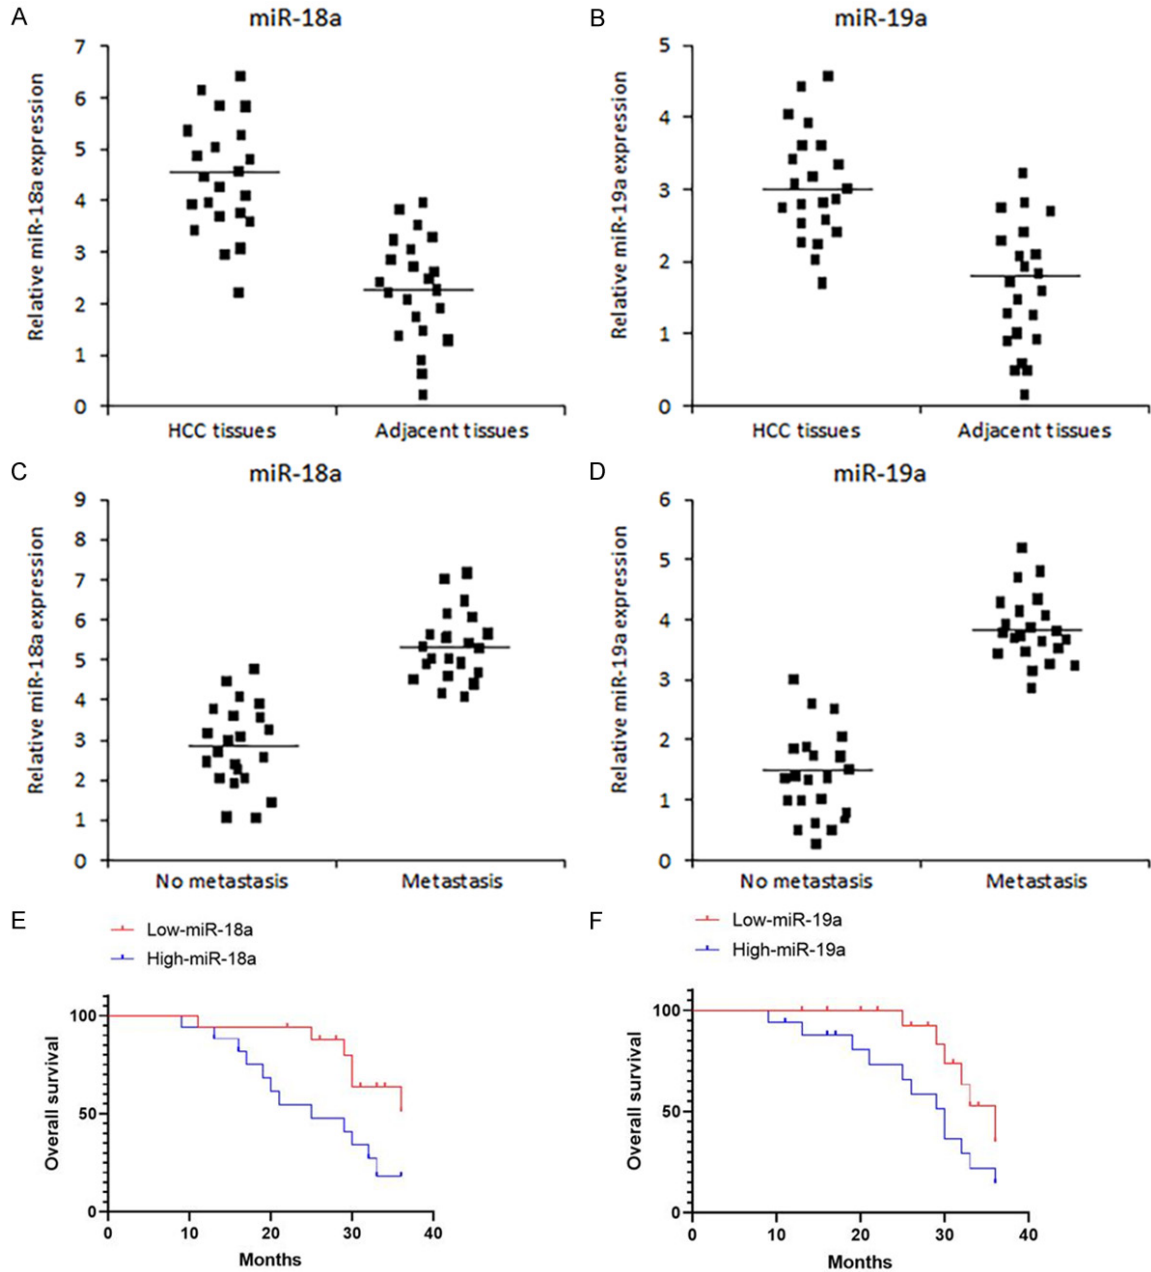 A
miR-18a
7
6
5
4
3
2
1
0
Relative miR-18a expression
HCC tissues
Adjacent tissues
B
miR-19a
5
4
3
2
1
0
Relative miR-19a expression
HCC tissues
Adjacent tissues
C
miR-18a
9
8
7
6
5
4
3
2
1
0
Relative miR-18a expression
No metastasis
Metastasis
D
miR-19a
6
5
4
3
2
1
0
Relative miR-19a expression
No metastasis
Metastasis
E
Low-miR-18a
High-miR-18a
100
50
0
Overall survival
0 10 20 30 40
Months
F
Low-miR-19a
High-miR-19a
100
50
0
Overall survival
0 10 20 30 40
Months